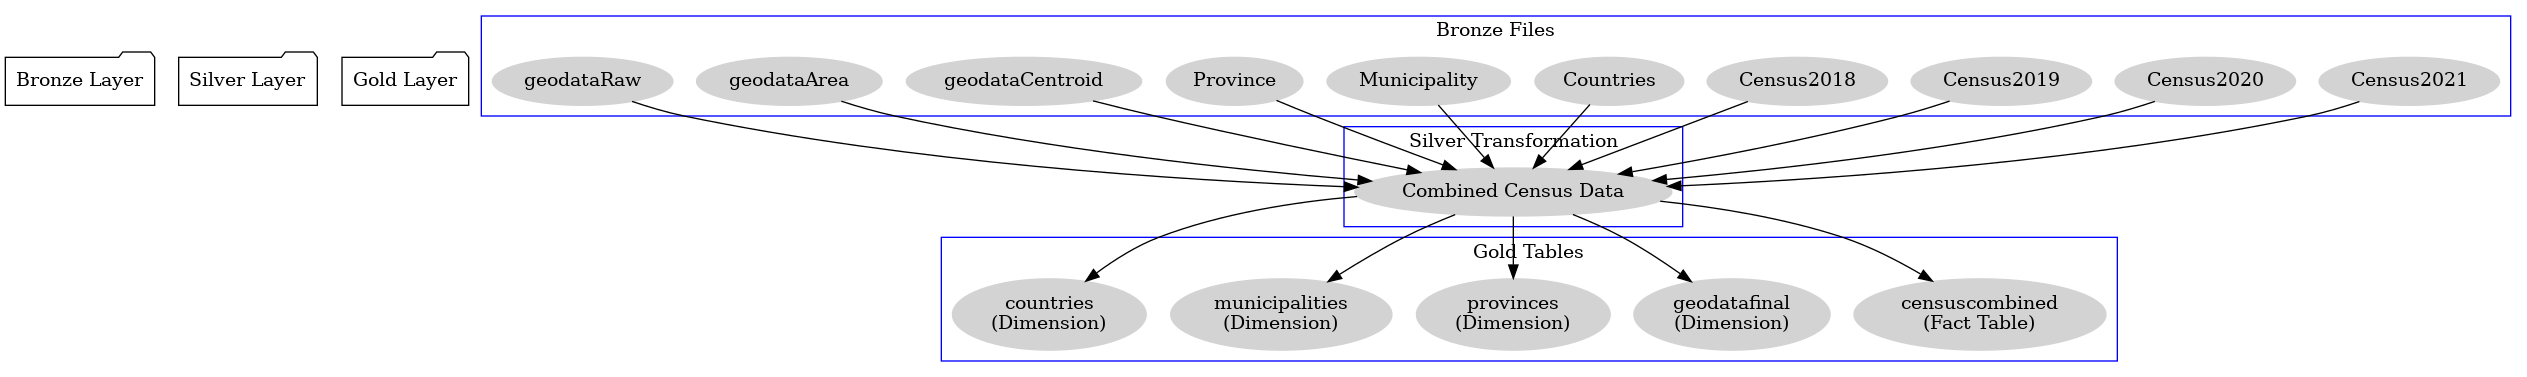 Bronze Files
Bronze Layer
Silver Layer
Gold Layer
geodataRaw
geodataArea
geodataCentroid
Province
Municipality
Countries
Census2018
Census2019
Census2020
Census2021
Silver Transformation
Combined Census Data
Gold Tables
countries
(Dimension)
municipalities
(Dimension)
provinces
(Dimension)
geodatafinal
(Dimension)
censuscombined
(Fact Table)